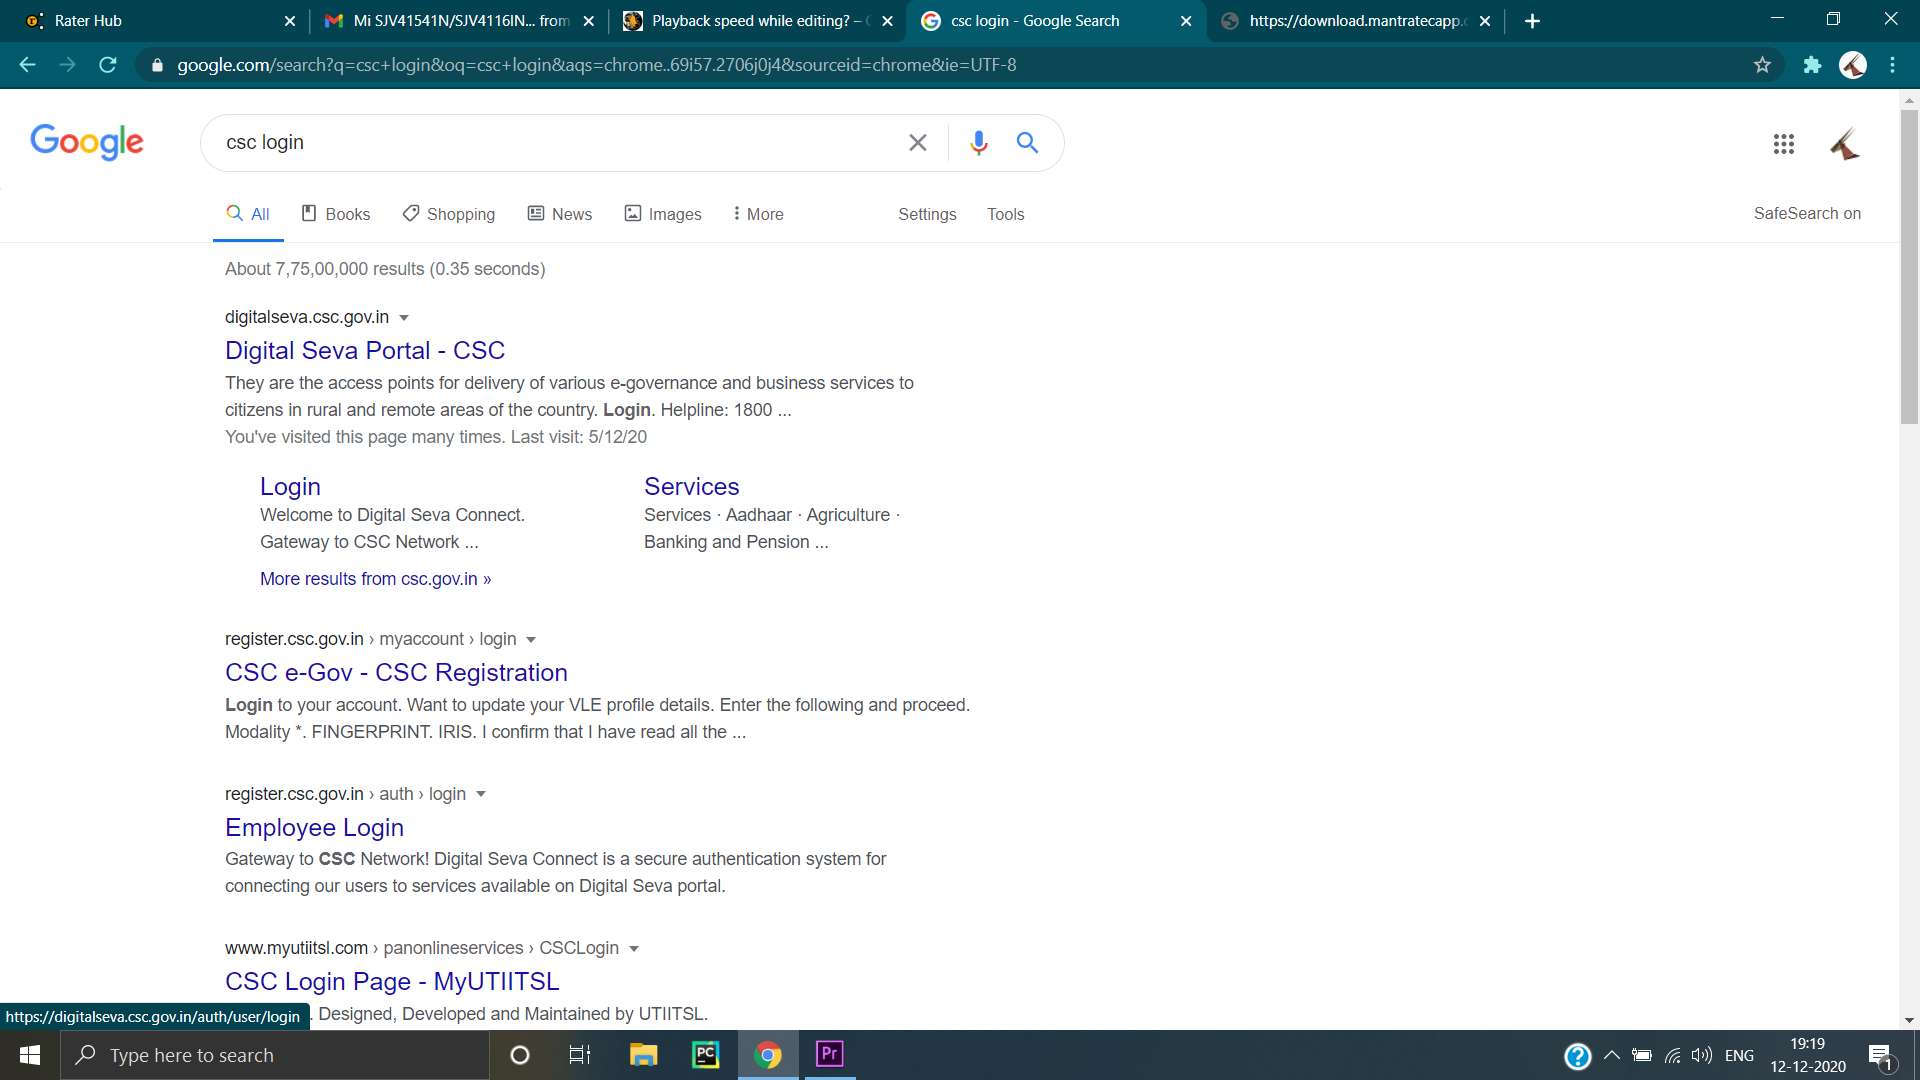 Rater Hub
Mi SJV41541N/SJV4116IN... from
Playback speed while editing? –
csc login - Google Search
https://download.mantratecapp.
google.com/search?q=csc+login&oq=csc+login&aqs=chrome..69i57.2706j0j4&sourceid=chrome&ie=UTF-8
Google
csc login
All
Books
Shopping
News
Images
More
Settings
Tools
SafeSearch on
About 7,75,00,000 results (0.35 seconds)
digitalseva.csc.gov.in
Digital Seva Portal - CSC
They are the access points for delivery of various e-governance and business services to
citizens in rural and remote areas of the country. Login. Helpline: 1800 ...
You've visited this page many times. Last visit: 5/12/20
Login
Welcome to Digital Seva Connect.
Gateway to CSC Network ...
Services
Services · Aadhaar · Agriculture ·
Banking and Pension ...
More results from csc.gov.in »
register.csc.gov.in › myaccount › login
CSC e-Gov - CSC Registration
Login to your account. Want to update your VLE profile details. Enter the following and proceed.
Modality *. FINGERPRINT. IRIS. I confirm that I have read all the ...
register.csc.gov.in › auth › login
Employee Login
Gateway to CSC Network! Digital Seva Connect is a secure authentication system for
connecting our users to services available on Digital Seva portal.
www.myutiitsl.com › panonlineservices › CSCLogin
CSC Login Page - MyUTIITSL
. Designed, Developed and Maintained by UTIITSL.
https://digitalseva.csc.gov.in/auth/user/login
Type here to search
PC
Pr
ENG
19:19
12-12-2020
1